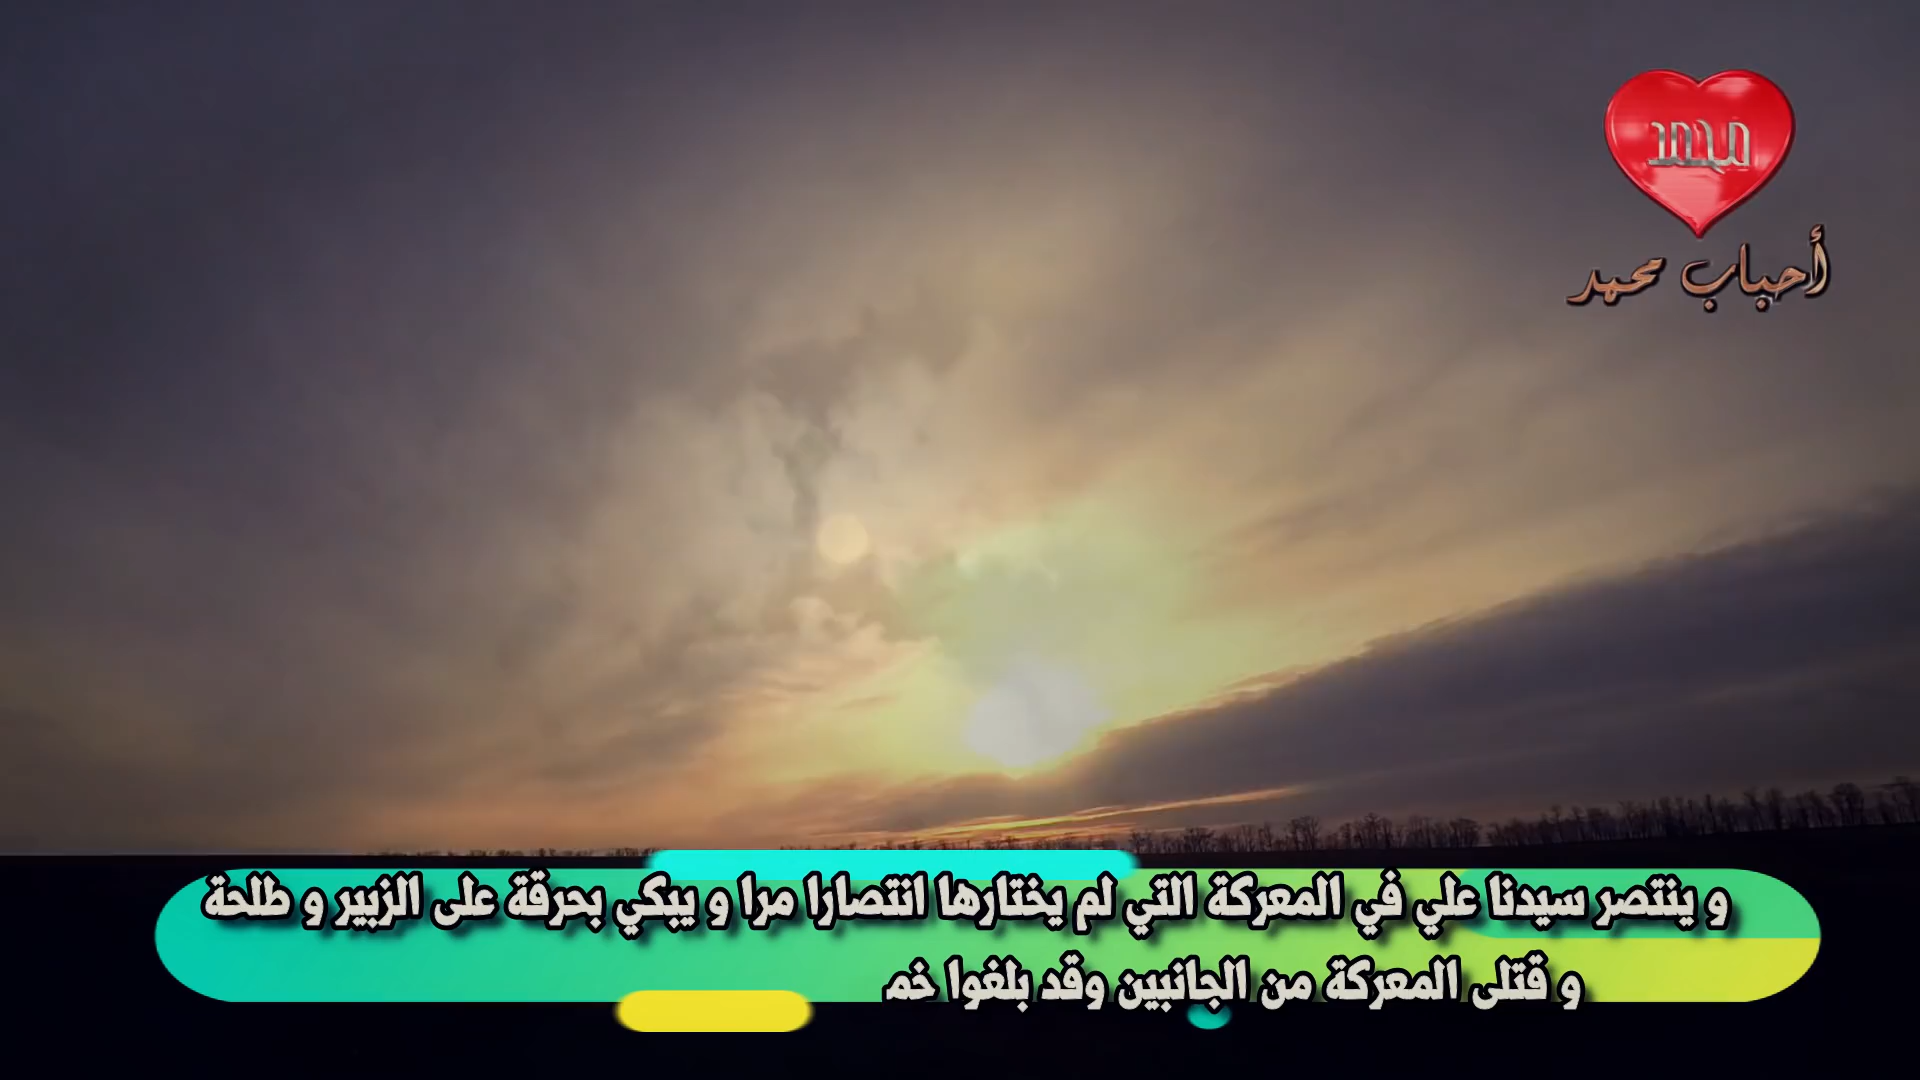 محمد
أحباب محمد
و ينتصر سيدنا علي في المعركة التي لم يختارها انتصارا مرا و يبكي بحرقة على الزبير و طلحة
و قتلى المعركة من الجانبين وقد بلغوا خمـ